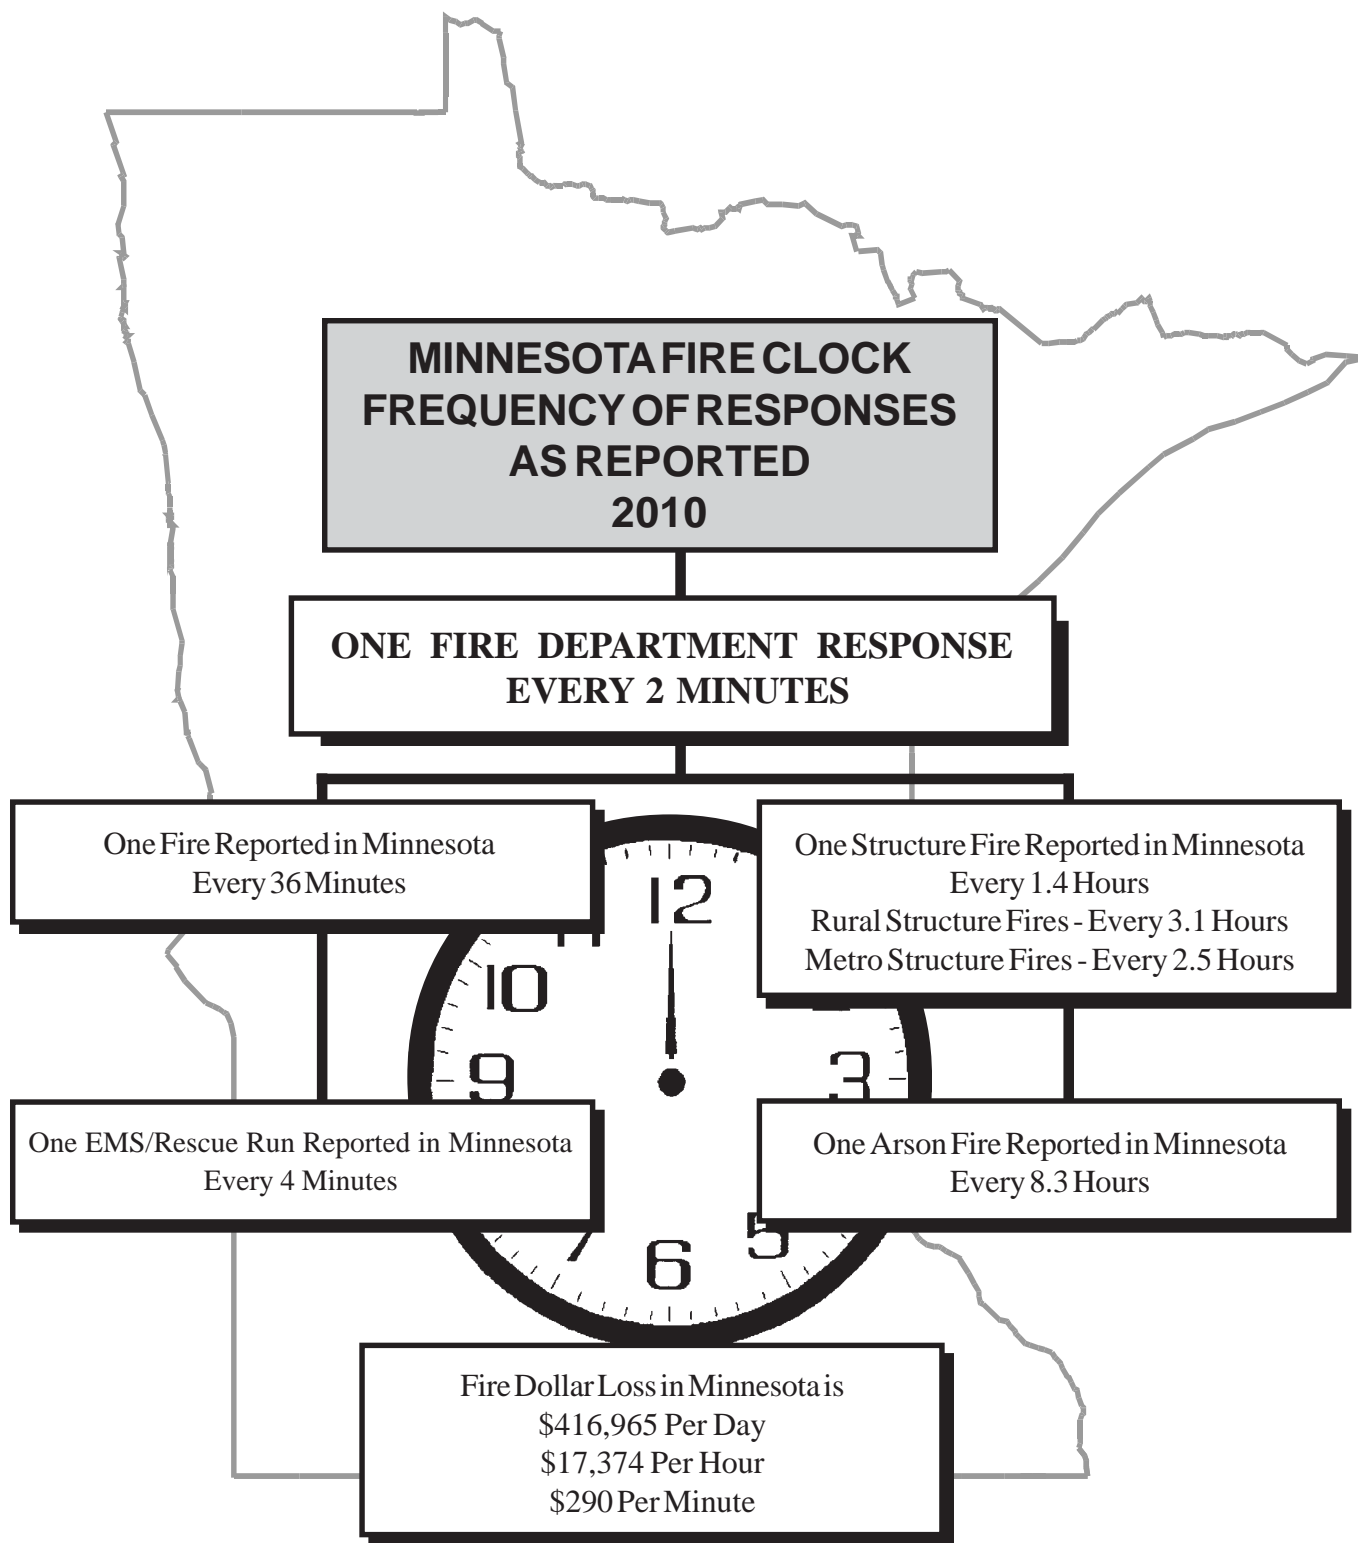 MINNESOTA FIRE CLOCK
FREQUENCY OF RESPONSES
AS REPORTED
2010
ONE FIRE DEPARTMENT RESPONSE
EVERY 2 MINUTES
One Fire Reported in Minnesota
Every 36 Minutes
One Structure Fire Reported in Minnesota
Every 1.4 Hours
Rural Structure Fires - Every 3.1 Hours
Metro Structure Fires - Every 2.5 Hours
12
10
9
3
One EMS/Rescue Run Reported in Minnesota
Every 4 Minutes
One Arson Fire Reported in Minnesota
Every 8.3 Hours
7
6
5
Fire Dollar Loss in Minnesota is
$416,965 Per Day
$17,374 Per Hour
$290 Per Minute